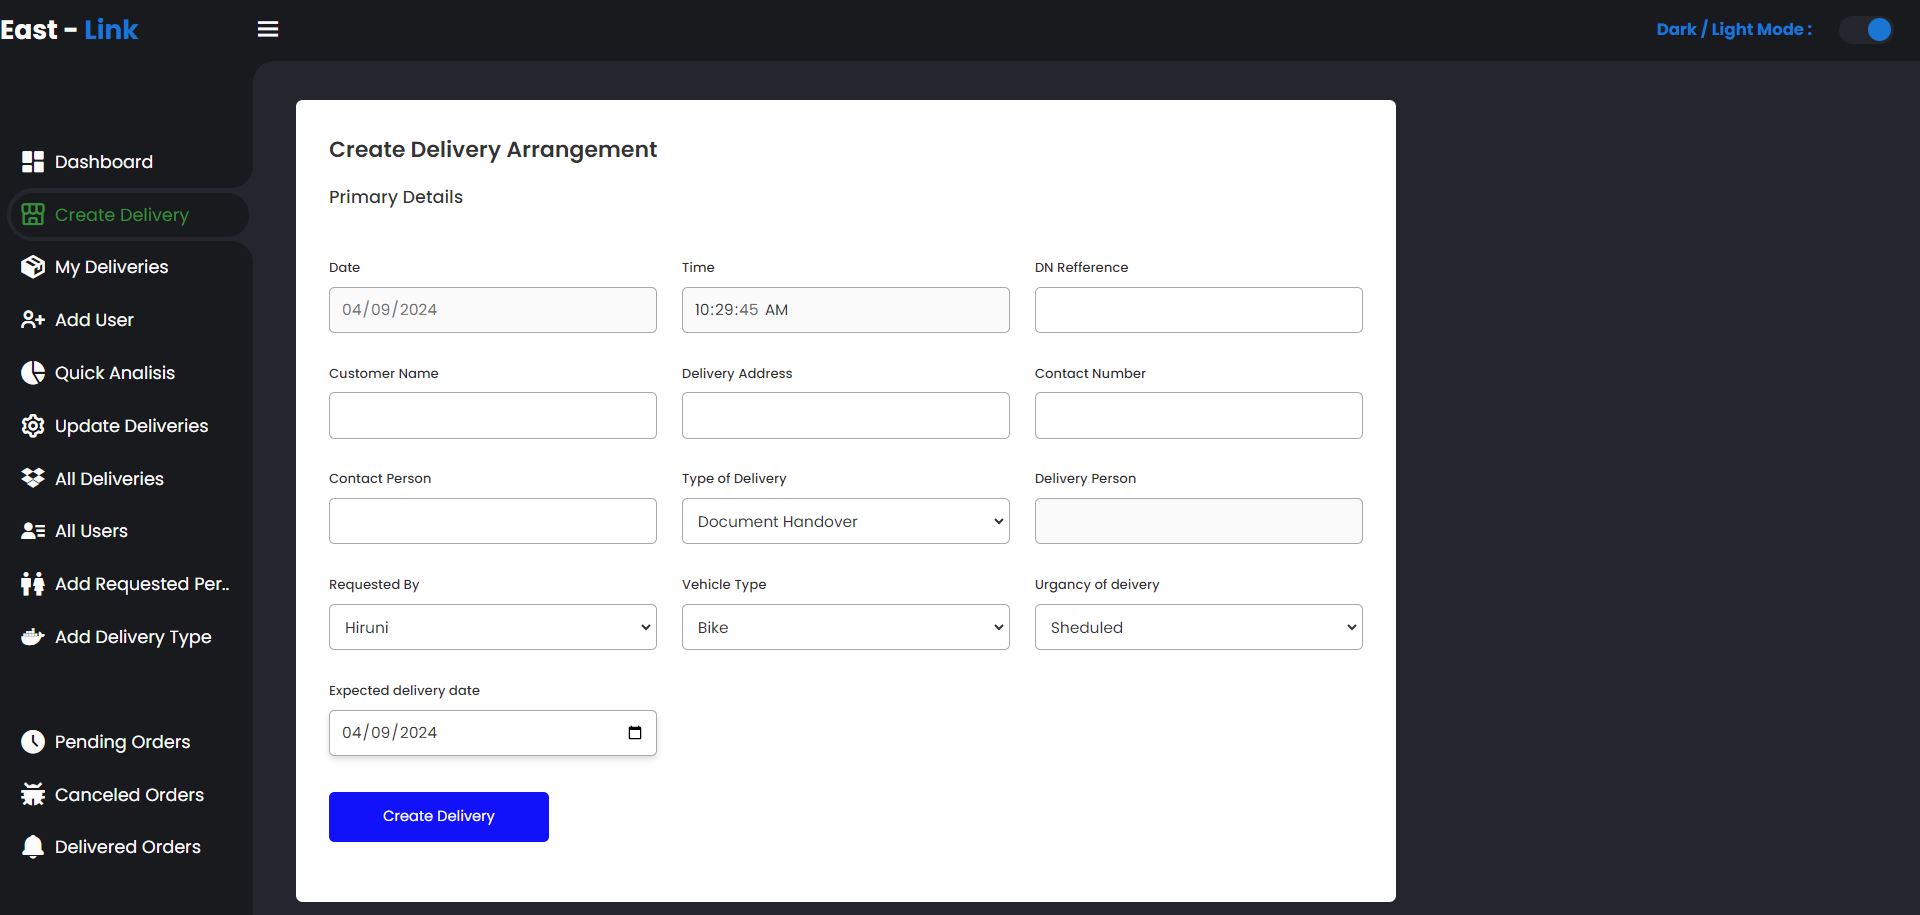 East - Link
Dark / Light Mode :
Dashboard
Create Delivery
My Deliveries
Add User
Quick Analisis
Update Deliveries
All Deliveries
All Users
Add Requested Per..
Add Delivery Type
Pending Orders
Canceled Orders
Delivered Orders
Create Delivery Arrangement
Primary Details
Date Time DN Refference
04/09/2024 10:29:45 AM
Customer Name Delivery Address Contact Number
Contact Person Type of Delivery Delivery Person
Document Handover
Requested By Vehicle Type Urgancy of deivery
Hiruni Bike Sheduled
Expected delivery date
04/09/2024
Create Delivery